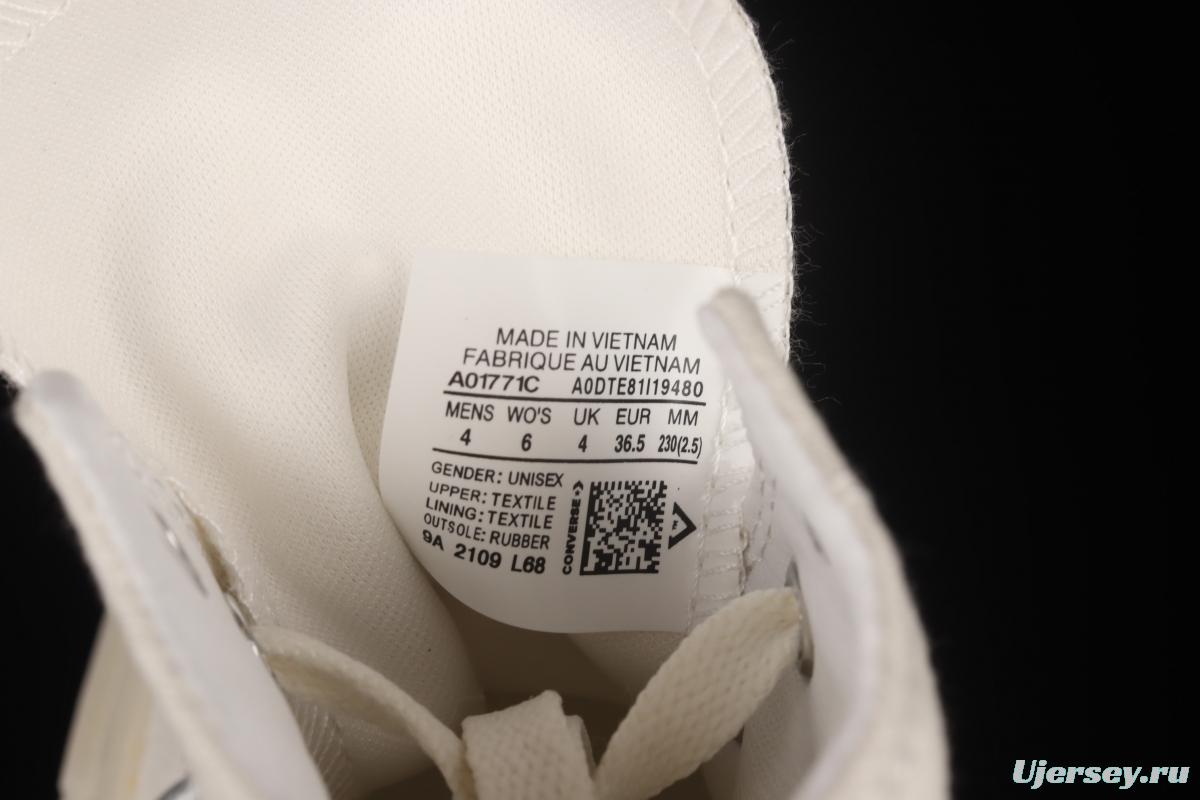 MADE IN VIETNAM
FABRIQUE AU VIETNAM
A01771C A0DTE81I19480
MENS WO'S UK EUR MM
4 6 4 36.5 230(2.5)
GENDER: UNISEX
UPPER: TEXTILE
LINING: TEXTILE
OUTSOLE: RUBBER
9A 2109 L68
CONVERSE
Ujersey.ru